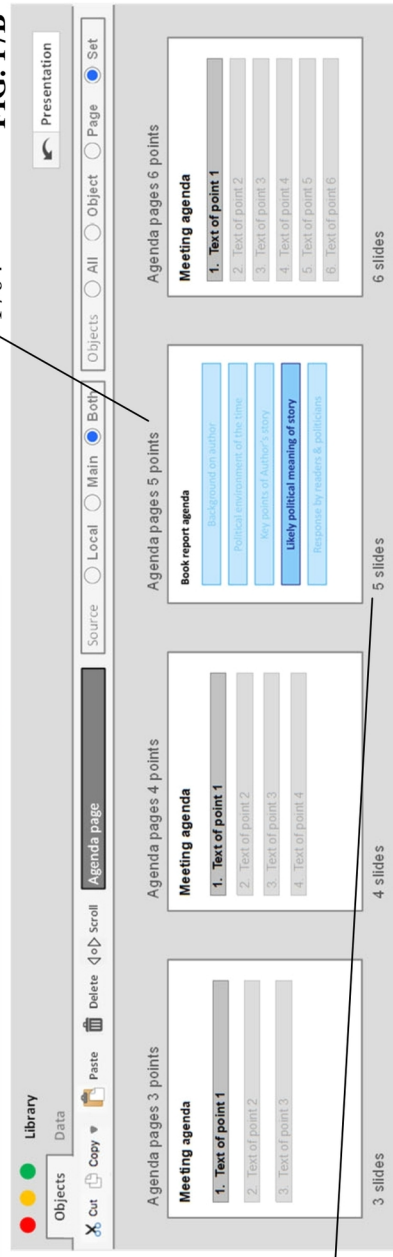 Library
Presentation
Objects
Data
Cut
Copy
Paste
Delete
Scroll
Agenda page
Source
Local
Main
Both
Objects
All
Object
Page
Set
Agenda pages 3 points
Meeting agenda
1. Text of point 1
2. Text of point 2
3. Text of point 3
3 slides
Agenda pages 4 points
Meeting agenda
1. Text of point 1
2. Text of point 2
3. Text of point 3
4. Text of point 4
4 slides
Agenda pages 5 points
Book report agenda
Background on author
Political environment of the time
Key points of Author's story
Likely political meaning of story
Response by readers & politicians
5 slides
Agenda pages 6 points
Meeting agenda
1. Text of point 1
2. Text of point 2
3. Text of point 3
4. Text of point 4
5. Text of point 5
6. Text of point 6
6 slides